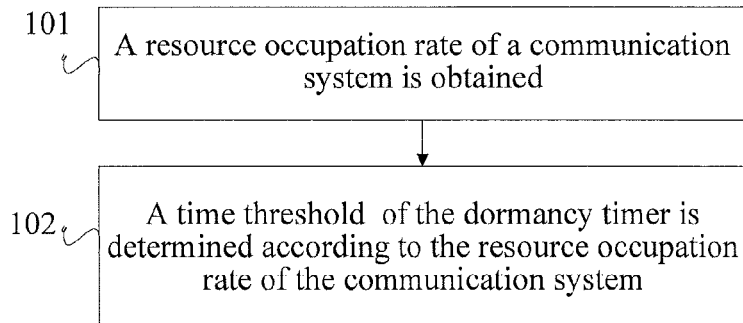 101
A resource occupation rate of a communication
system is obtained
102
A time threshold of the dormancy timer is
determined according to the resource occupation
rate of the communication system